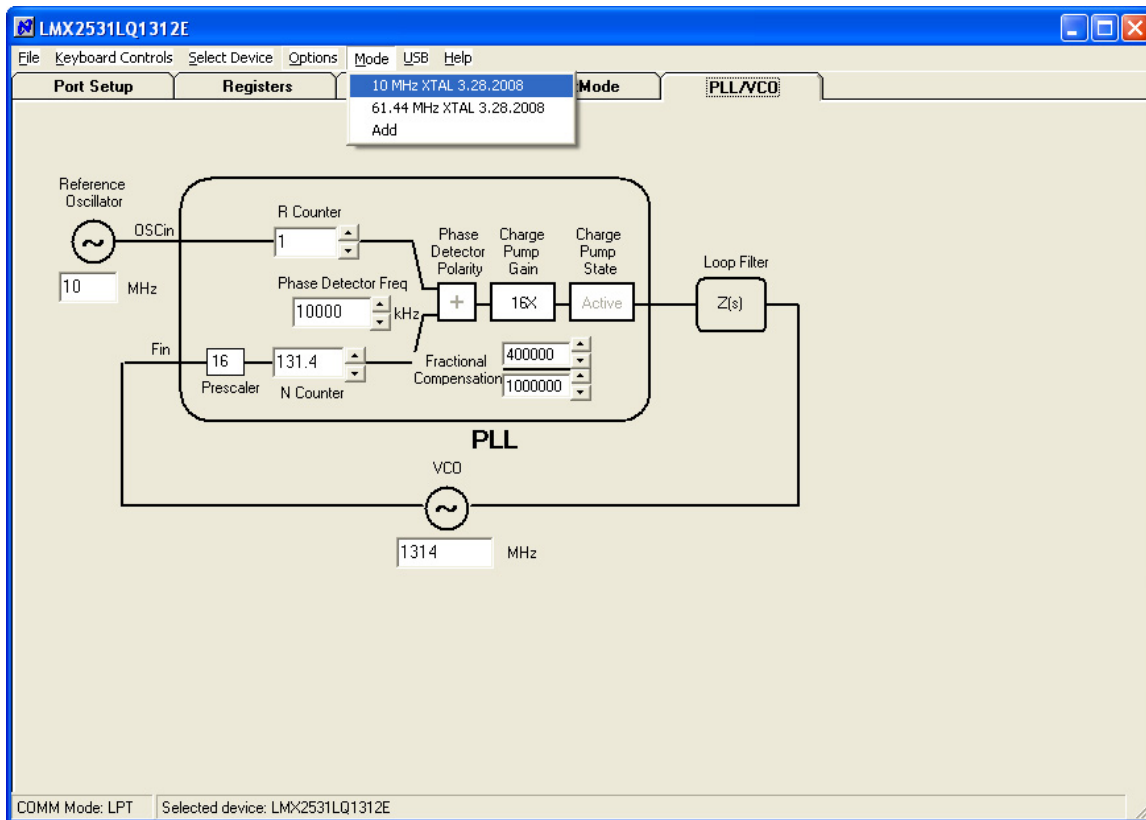 LMX2531LQ1312E
File Keyboard Controls Select Device Options Mode USB Help
Port Setup Registers Mode PLL/VCO
10 MHz XTAL 3.28.2008
61.44 MHz XTAL 3.28.2008
Add
Reference
Oscillator
OSCin
10 MHz
R Counter
1
Phase Detector Freq
10000 kHz
Phase
Detector
Polarity
+
Charge
Pump
Gain
16X
Charge
Pump
State
Active
Loop Filter
Z(s)
Fin
16
Prescaler
131.4
N Counter
Fractional
Compensation
400000
1000000
PLL
VCO
1314 MHz
COMM Mode: LPT Selected device: LMX2531LQ1312E